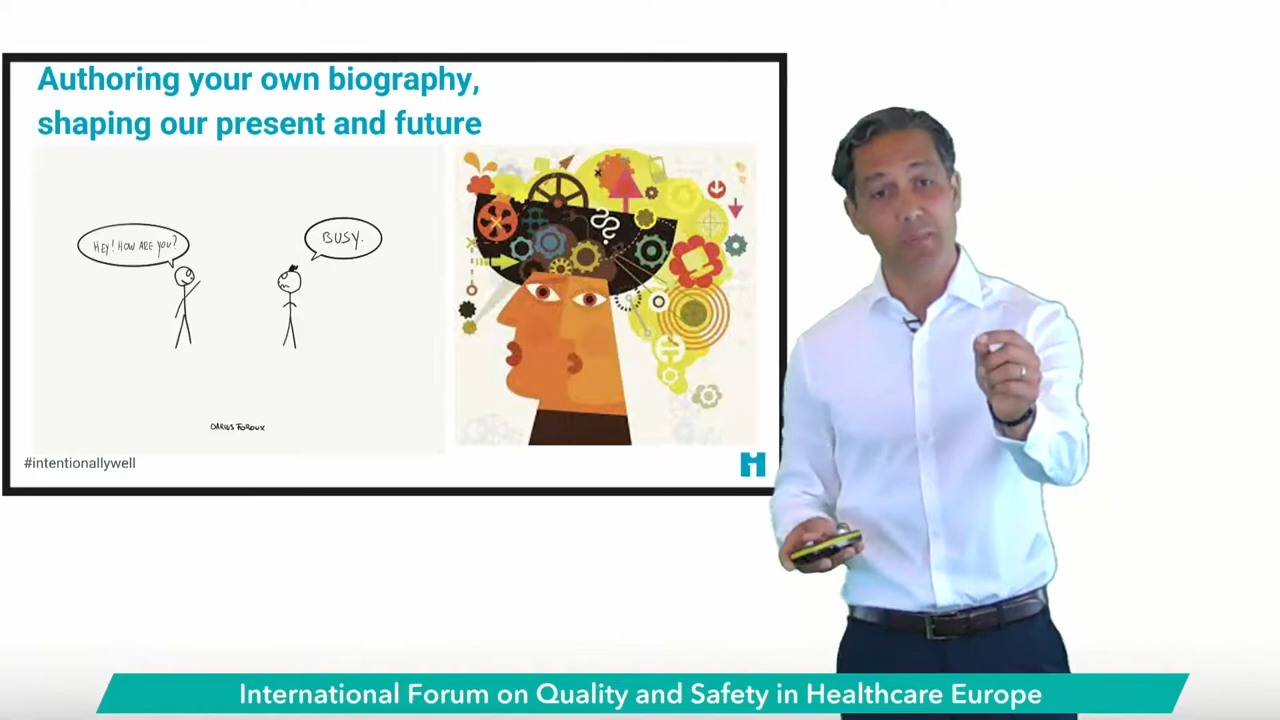 Authoring your own biography,
shaping our present and future
HEY! HOW ARE YOU?
BUSY.
DARIUS FOROUX
#intentionallywell
International Forum on Quality and Safety in Healthcare Europe